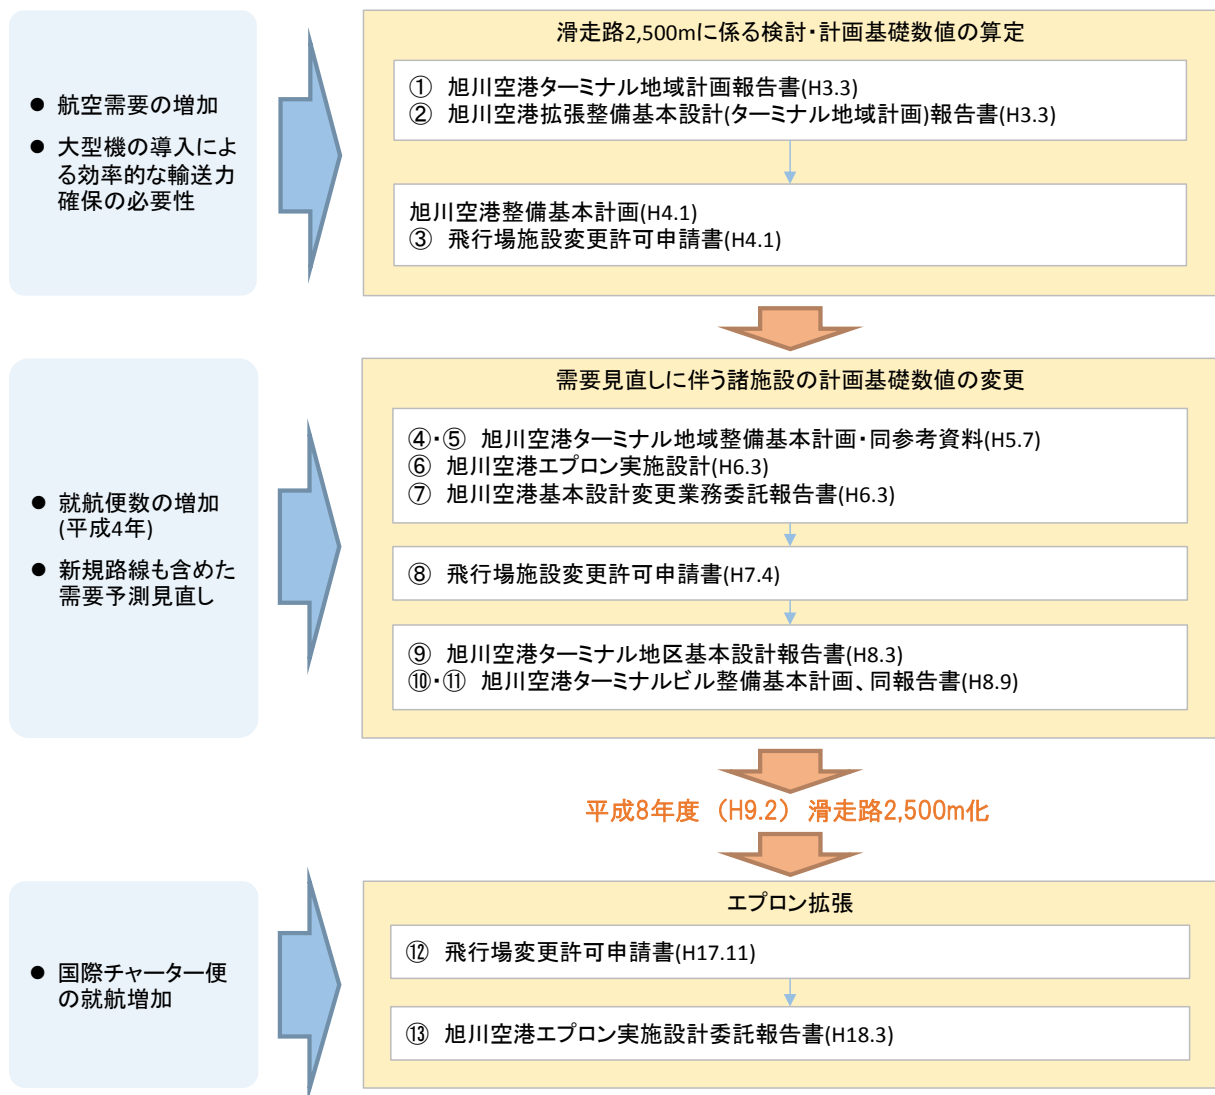 ● 航空需要の増加
● 大型機の導入によ
る効率的な輸送力
確保の必要性
滑走路2,500mに係る検討・計画基礎数値の算定
① 旭川空港ターミナル地域計画報告書(H3.3)
② 旭川空港拡張整備基本設計(ターミナル地域計画)報告書(H3.3)
旭川空港整備基本計画(H4.1)
③ 飛行場施設変更許可申請書(H4.1)
● 就航便数の増加
(平成4年)
● 新規路線も含めた
需要予測見直し
需要見直しに伴う諸施設の計画基礎数値の変更
④・⑤ 旭川空港ターミナル地域整備基本計画・同参考資料(H5.7)
⑥ 旭川空港エプロン実施設計(H6.3)
⑦ 旭川空港基本設計変更業務委託報告書(H6.3)
⑧ 飛行場施設変更許可申請書(H7.4)
⑨ 旭川空港ターミナル地区基本設計報告書(H8.3)
⑩・⑪ 旭川空港ターミナルビル整備基本計画、同報告書(H8.9)
平成8年度 (H9.2) 滑走路2,500m化
● 国際チャーター便
の就航増加
エプロン拡張
⑫ 飛行場変更許可申請書(H17.11)
⑬ 旭川空港エプロン実施設計委託報告書(H18.3)